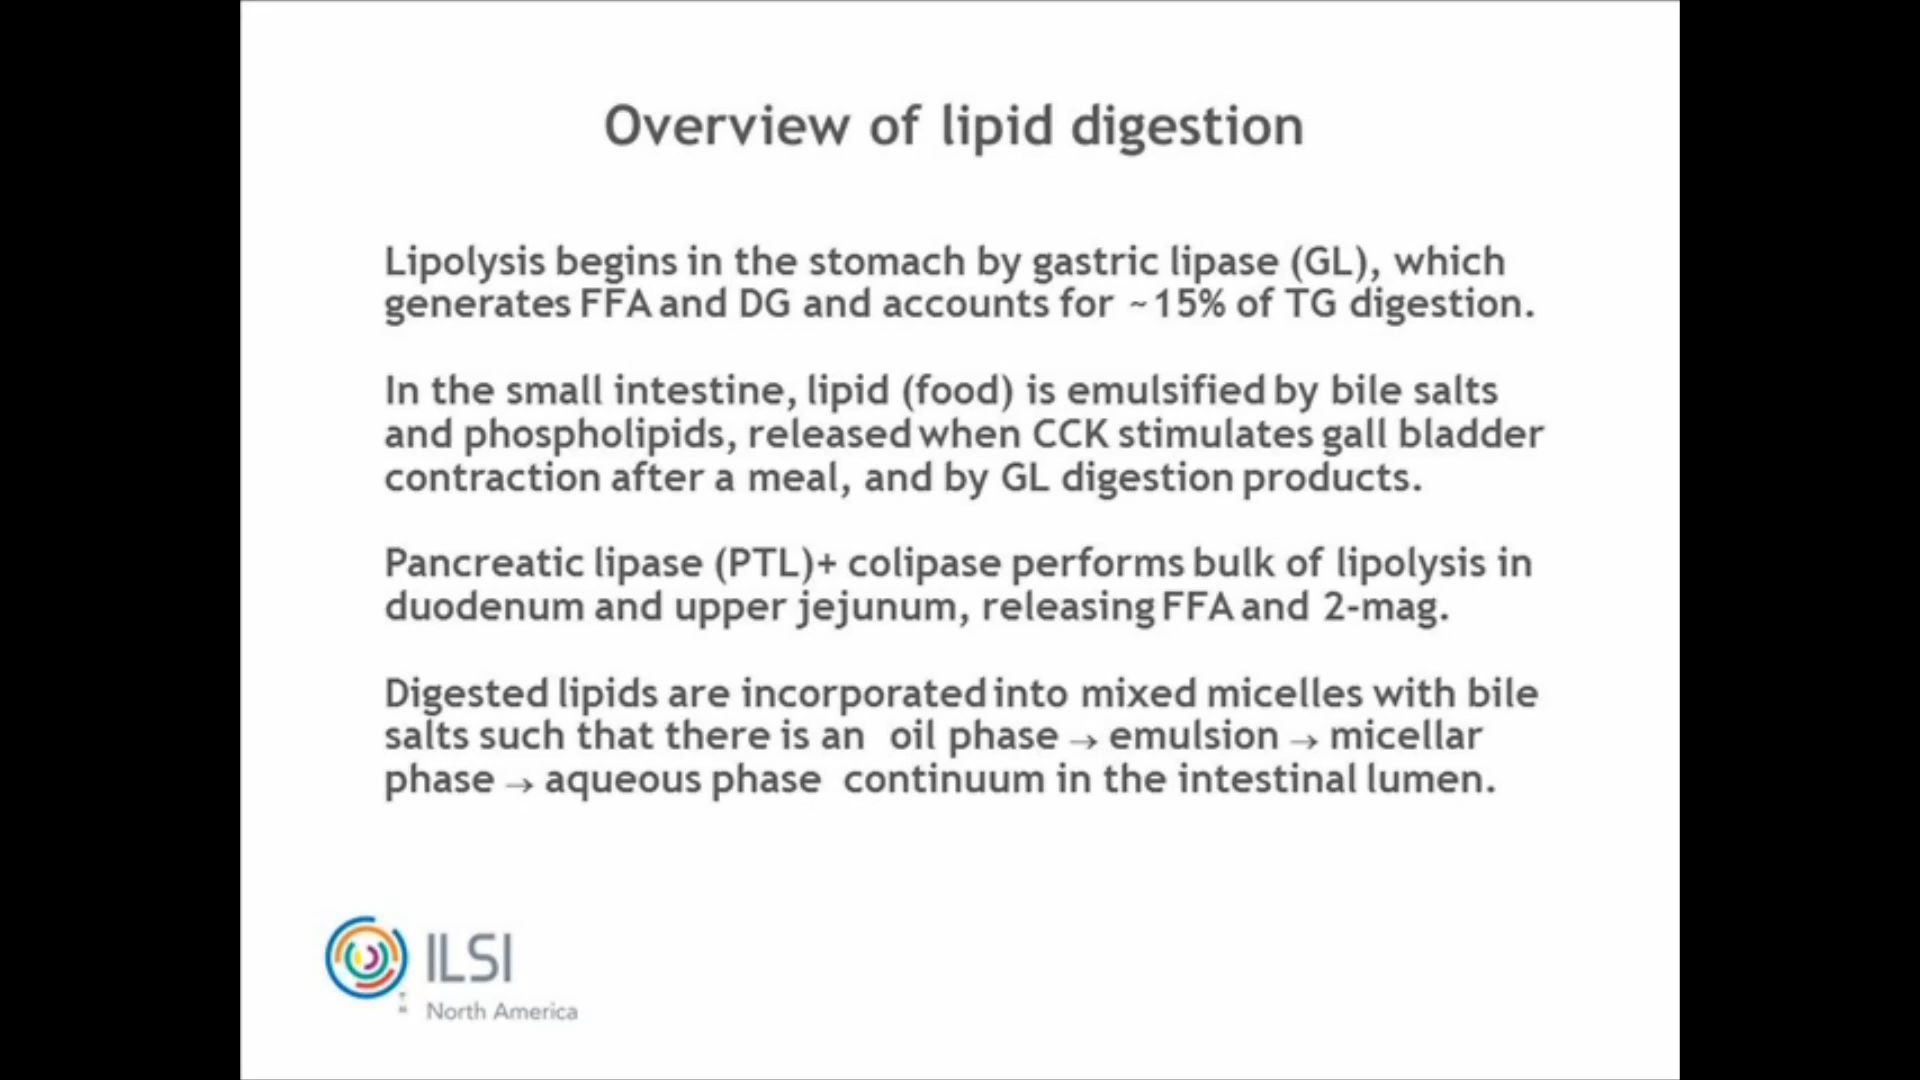 Overview of lipid digestion
Lipolysis begins in the stomach by gastric lipase (GL), which
generates FFA and DG and accounts for ~15% of TG digestion.
In the small intestine, lipid (food) is emulsified by bile salts
and phospholipids, released when CCK stimulates gall bladder
contraction after a meal, and by GL digestion products.
Pancreatic lipase (PTL)+ colipase performs bulk of lipolysis in
duodenum and upper jejunum, releasing FFA and 2-mag.
Digested lipids are incorporated into mixed micelles with bile
salts such that there is an oil phase → emulsion → micellar
phase → aqueous phase continuum in the intestinal lumen.
ILSI
North America